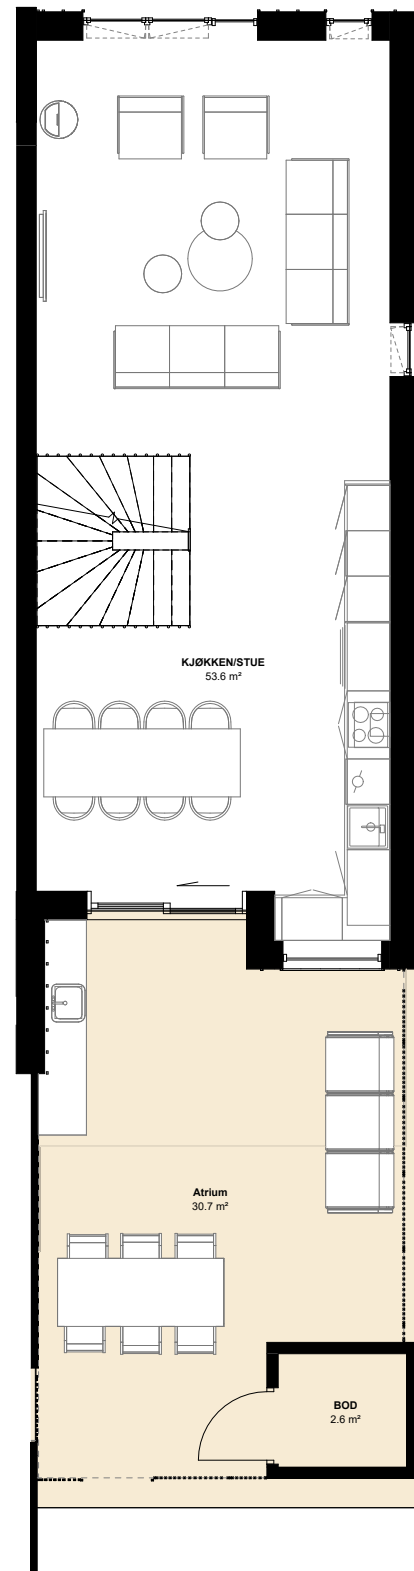 KJØKKEN/STUE
53.6 m²
Atrium
30.7 m²
BOD
2.6 m²